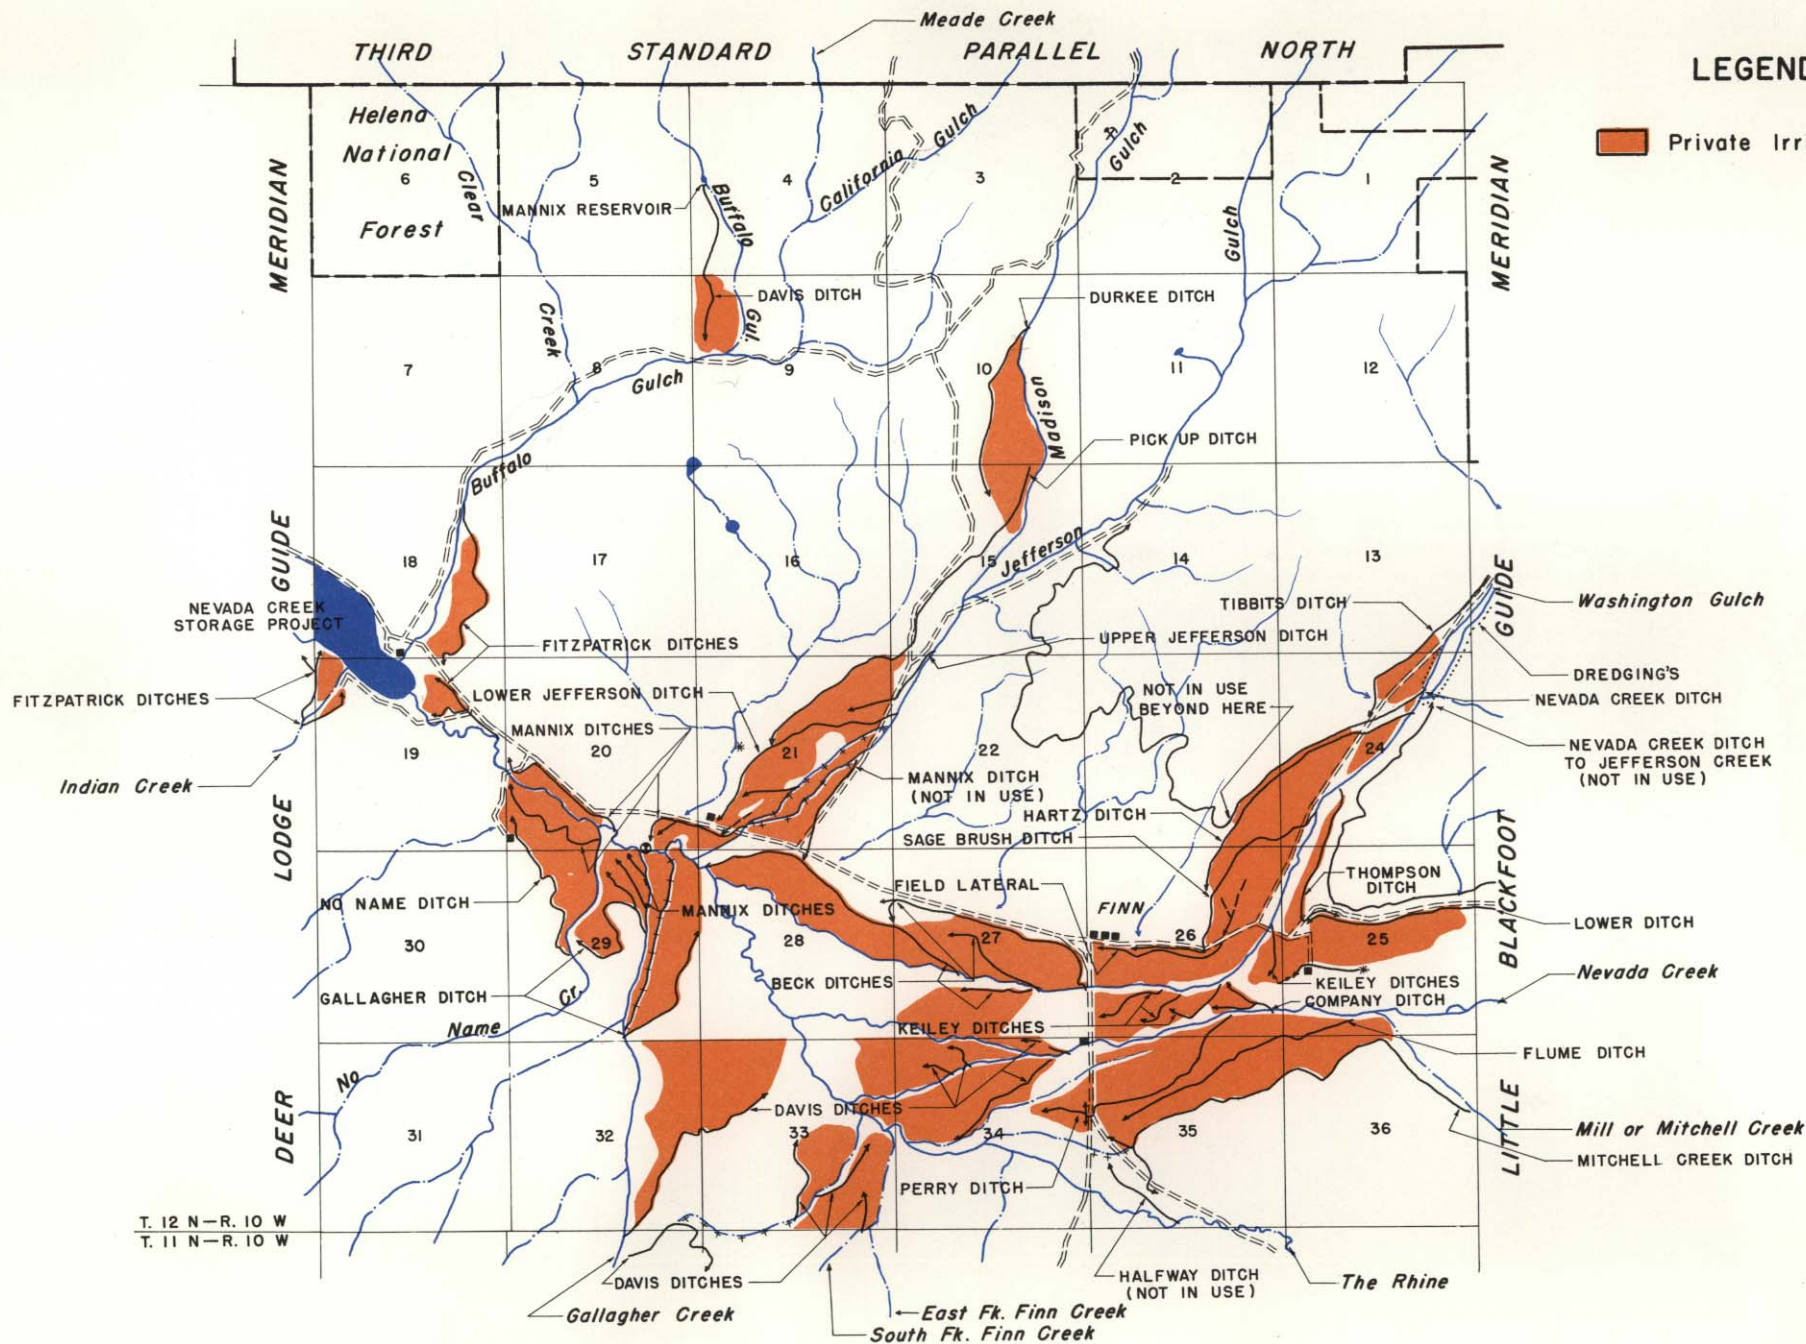 Meade Creek
THIRD STANDARD PARALLEL NORTH
LEGEND
Private Irr
Helena
National
Forest
MERIDIAN
GUIDE
LODGE
DEER
MERIDIAN
GUIDE
BLACKFOOT
LITTLE
6
5
4
3
2
1
Clear
Creek
MANNIX RESERVOIR
Buffalo
Gul.
California Gulch
Gulch
Gulch
DAVIS DITCH
DURKEE DITCH
7
8
9
10
11
12
Gulch
Buffalo
Madison
PICK UP DITCH
18
17
16
15
14
13
Jefferson
NEVADA CREEK
STORAGE PROJECT
TIBBITS DITCH
Washington Gulch
FITZPATRICK DITCHES
UPPER JEFFERSON DITCH
DREDGING'S
FITZPATRICK DITCHES
LOWER JEFFERSON DITCH
NOT IN USE
BEYOND HERE
NEVADA CREEK DITCH
MANNIX DITCHES
19
20
21
22
24
NEVADA CREEK DITCH
TO JEFFERSON CREEK
(NOT IN USE)
Indian Creek
MANNIX DITCH
(NOT IN USE)
HARTZ DITCH
SAGE BRUSH DITCH
THOMPSON
DITCH
NO NAME DITCH
FIELD LATERAL
MANNIX DITCHES
FINN
LOWER DITCH
30
29
28
27
26
25
GALLAGHER DITCH
BECK DITCHES
KEILEY DITCHES
COMPANY DITCH
Nevada Creek
No Name Cr.
KEILEY DITCHES
FLUME DITCH
DAVIS DITCHES
31
32
33
34
35
36
Mill or Mitchell Creek
MITCHELL CREEK DITCH
PERRY DITCH
T. 12 N—R. 10 W
T. 11 N—R. 10 W
DAVIS DITCHES
HALFWAY DITCH
(NOT IN USE)
The Rhine
Gallagher Creek
East Fk. Finn Creek
South Fk. Finn Creek